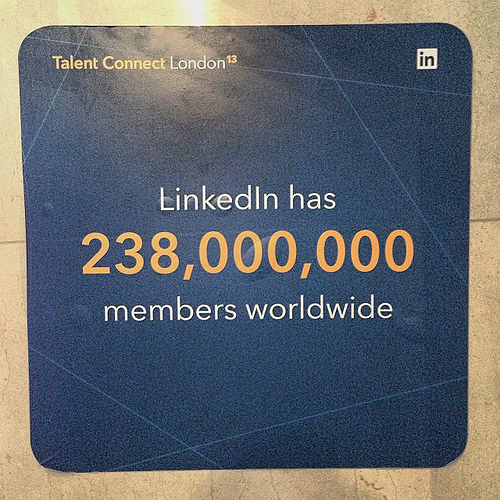 Talent Connect London13
in
LinkedIn has
238,000,000
members worldwide